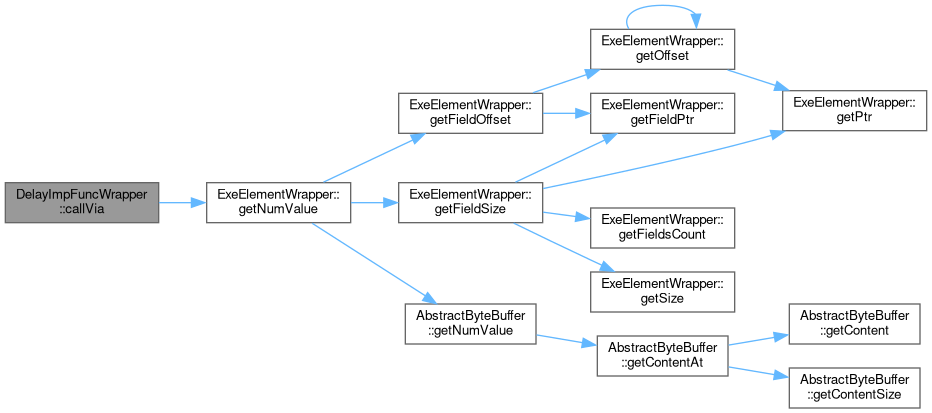 DelayImpFuncWrapper
::callVia
ExeElementWrapper::
getNumValue
ExeElementWrapper::
getFieldOffset
ExeElementWrapper::
getOffset
ExeElementWrapper::
getPtr
ExeElementWrapper::
getFieldPtr
ExeElementWrapper::
getFieldSize
ExeElementWrapper::
getFieldsCount
ExeElementWrapper::
getSize
AbstractByteBuffer
::getNumValue
AbstractByteBuffer
::getContentAt
AbstractByteBuffer
::getContent
AbstractByteBuffer
::getContentSize